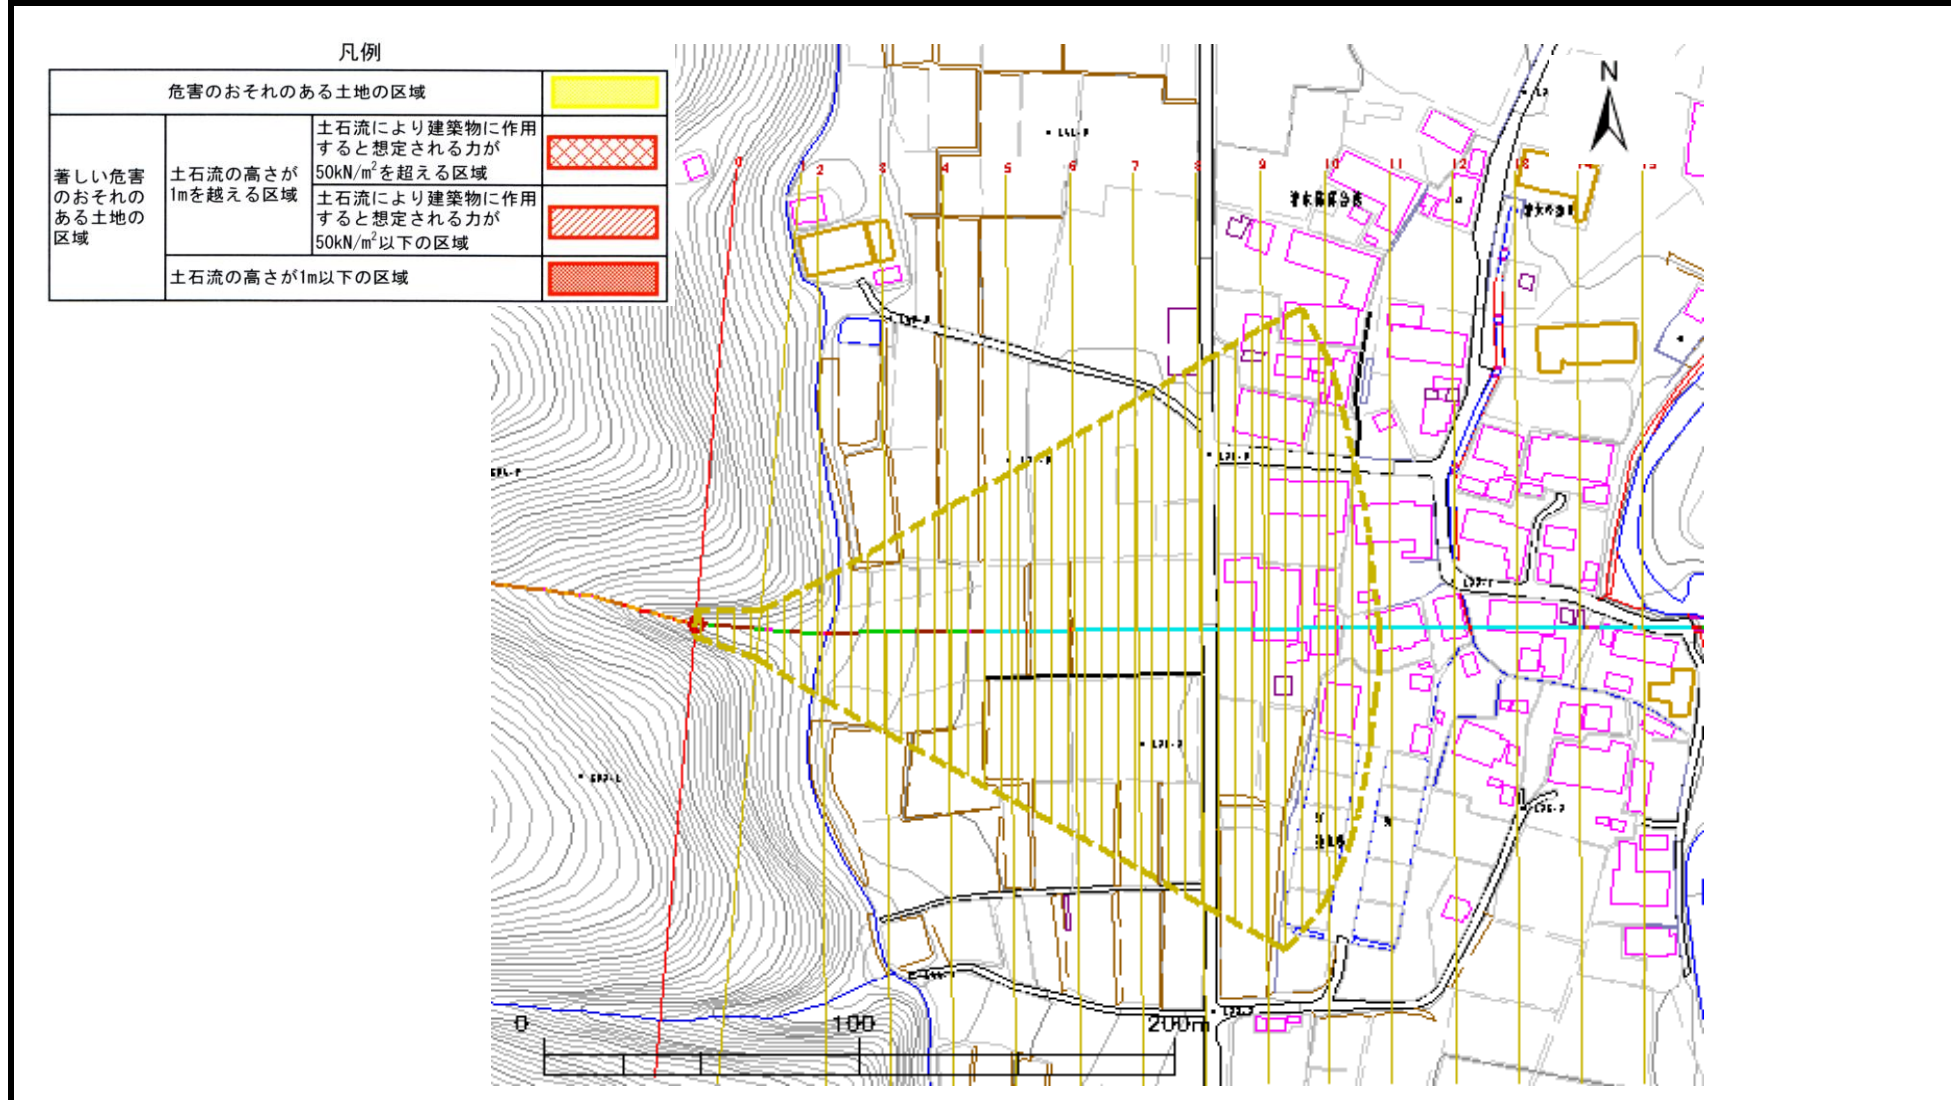 凡例
危害のおそれのある土地の区域
著しい危害
のおそれの
ある土地の
区域
土石流の高さが
1mを越える区域
土石流により建築物に作用
すると想定される力が
50kN/m²を超える区域
土石流により建築物に作用
すると想定される力が
50kN/m²以下の区域
土石流の高さが1m以下の区域
N
0 1 2 3 4 5 6 7 8 9 10 11 12 13 14 15
0 100 200m